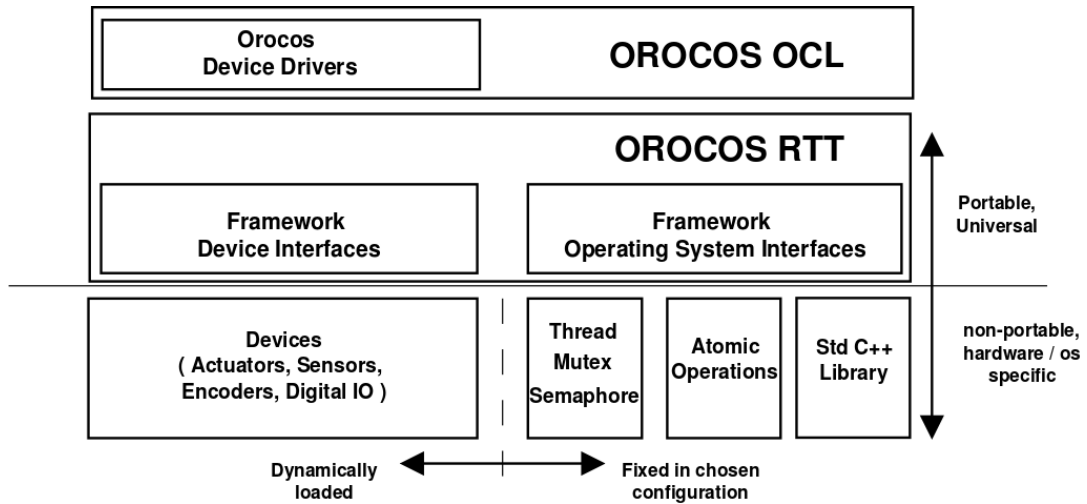 Orocos
Device Drivers
OROCOS OCL
OROCOS RTT
Framework
Device Interfaces
Framework
Operating System Interfaces
Portable,
Universal
Devices
( Actuators, Sensors,
Encoders, Digital IO )
Thread
Mutex
Semaphore
Atomic
Operations
Std C++
Library
non-portable,
hardware / os
specific
Dynamically
loaded
Fixed in chosen
configuration